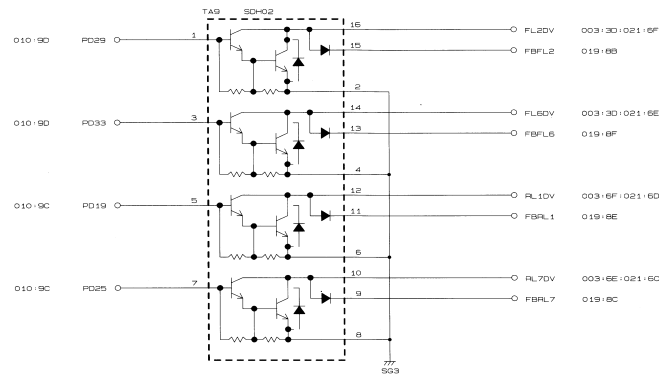 TA9 SDH02
16 FL2DV 003:3D:021:6F
010:9D PD29 1
15 FBFL2 019:8B
2
14 FL6DV 003:3D:021:6E
010:9D PD33 3
13 FBFL6 019:8F
4
12 RL1DV 003:6F:021:6D
010:9C PD19 5
11 FBRL1 019:8E
6
10 RL7DV 003:6E:021:6C
010:9C PD25 7
9 FBRL7 019:8C
8
SG3